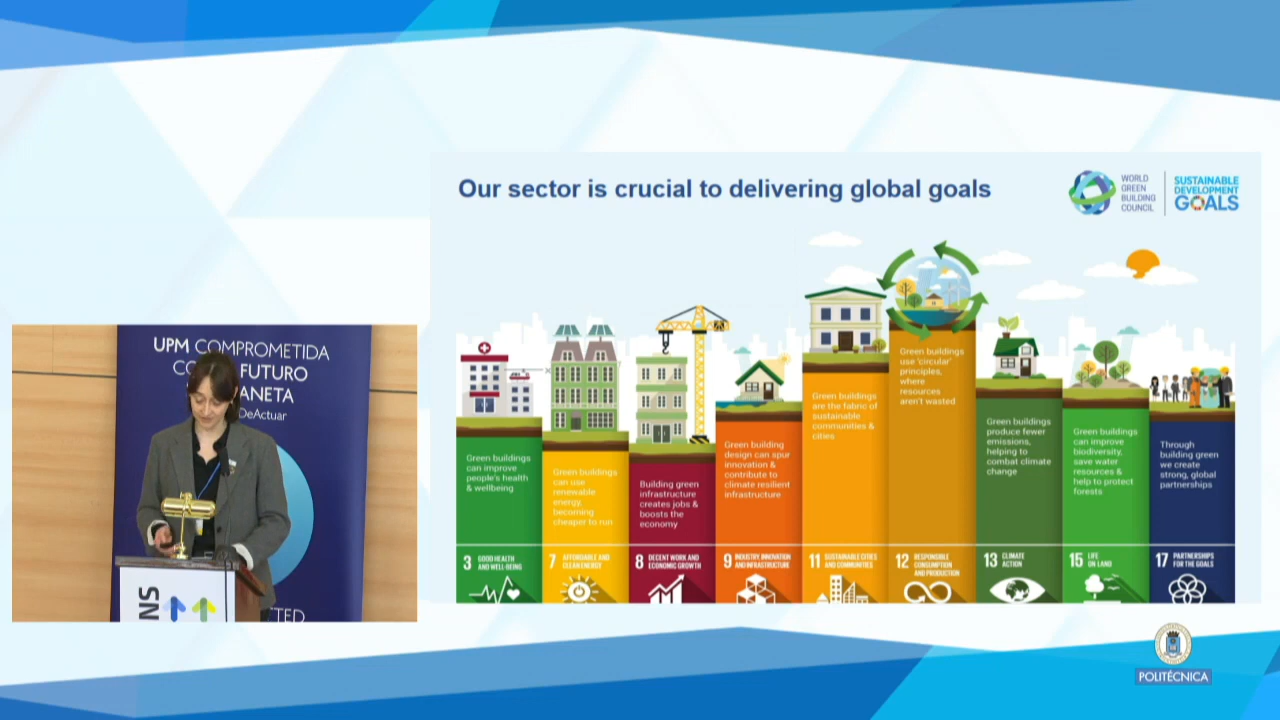 Our sector is crucial to delivering global goals
WORLD
GREEN
BUILDING
COUNCIL
SUSTAINABLE
DEVELOPMENT
GOALS
UPM COMPROMETIDA
FUTURO
ANETA
DeActuar
TED
NS
Green buildings
can improve
people's health
& wellbeing
3 GOOD HEALTH
AND WELL-BEING
Green buildings
can use
renewable
energy,
becoming
cheaper to run
7 AFFORDABLE AND
CLEAN ENERGY
Building green
infrastructure
creates jobs &
boosts the
economy
8 DECENT WORK AND
ECONOMIC GROWTH
Green building
design can spur
innovation &
contribute to
climate resilient
infrastructure
9 INDUSTRY, INNOVATION
AND INFRASTRUCTURE
Green buildings
are the fabric of
sustainable
communities &
cities
11 SUSTAINABLE CITIES
AND COMMUNITIES
Green buildings
use 'circular'
principles,
where
resources
aren't wasted
12 RESPONSIBLE
CONSUMPTION
AND PRODUCTION
Green buildings
produce fewer
emissions,
helping to
combat climate
change
13 CLIMATE
ACTION
Green buildings
can improve
biodiversity,
save water
resources &
help to protect
forests
15 LIFE
ON LAND
Through
building green
we create
strong, global
partnerships
17 PARTNERSHIPS
FOR THE GOALS
POLITÉCNICA